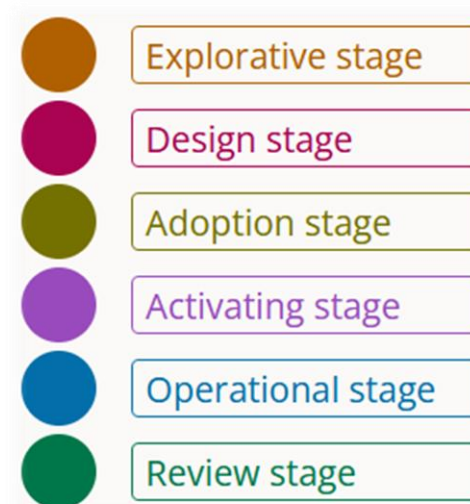 Explorative stage
Design stage
Adoption stage
Activating stage
Operational stage
Review stage